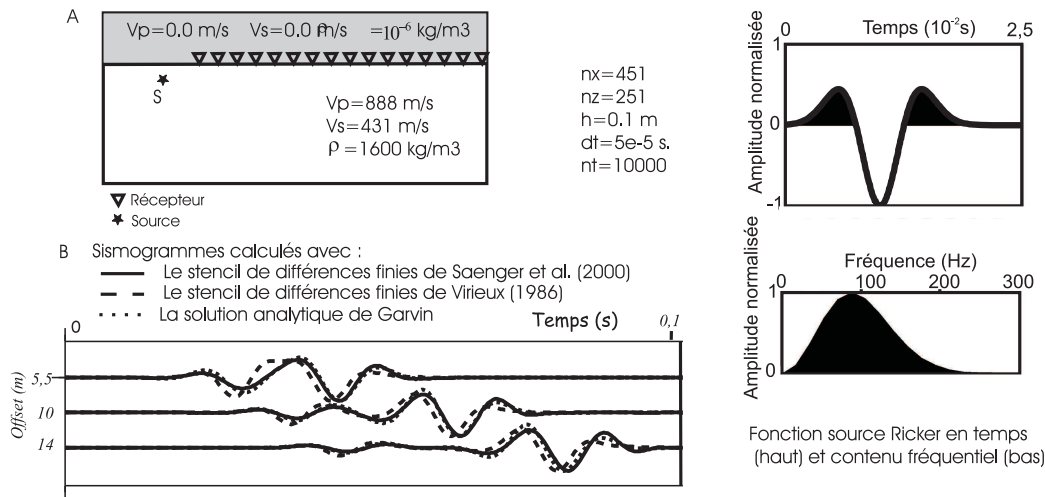 A
Vp=0.0 m/s Vs=0.0 m/s ρ=10⁻⁶ kg/m3
S
Vp=888 m/s
Vs=431 m/s
ρ=1600 kg/m3
nx=451
nz=251
h=0.1 m
dt=5e-5 s.
nt=10000
Récepteur
Source
B Sismogrammes calculés avec :
Le stencil de différences finies de Saenger et al. (2000)
Le stencil de différences finies de Virieux (1986)
La solution analytique de Garvin
0 Temps (s) 0,1
Offset (m)
5,5
10
14
0 Temps (10⁻²s) 2,5
Amplitude normalisée
1
0
-1
Fréquence (Hz)
0 100 200 300
Amplitude normalisée
1
0
Fonction source Ricker en temps
(haut) et contenu fréquentiel (bas)